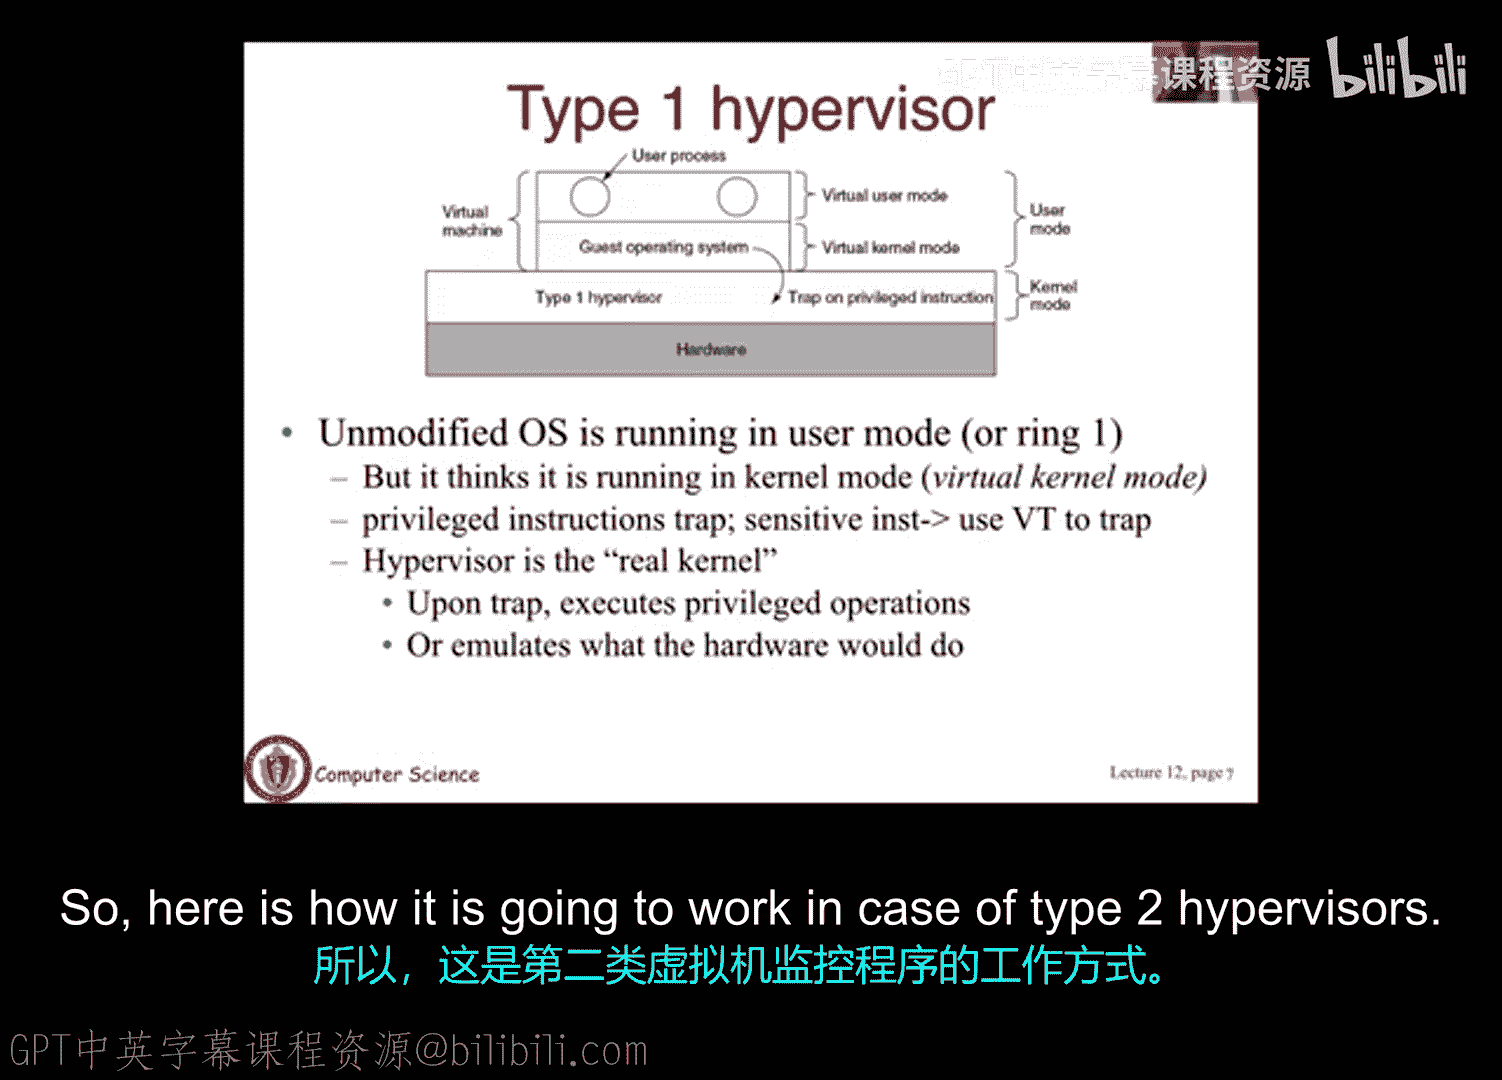 课程资源 bilibili
Type 1 hypervisor
User process
Virtual machine
Virtual user mode
User mode
Guest operating system
Virtual kernel mode
Type 1 hypervisor
Trap on privileged instruction
Kernel mode
Hardware
• Unmodified OS is running in user mode (or ring 1)
– But it thinks it is running in kernel mode (virtual kernel mode)
– privileged instructions trap; sensitive inst-> use VT to trap
– Hypervisor is the “real kernel”
• Upon trap, executes privileged operations
• Or emulates what the hardware would do
Computer Science
Lecture 12, page 7
So, here is how it is going to work in case of type 2 hypervisors.
所以，这是第二类虚拟机监控程序的工作方式。
GPT中英字幕课程资源@bilibili.com